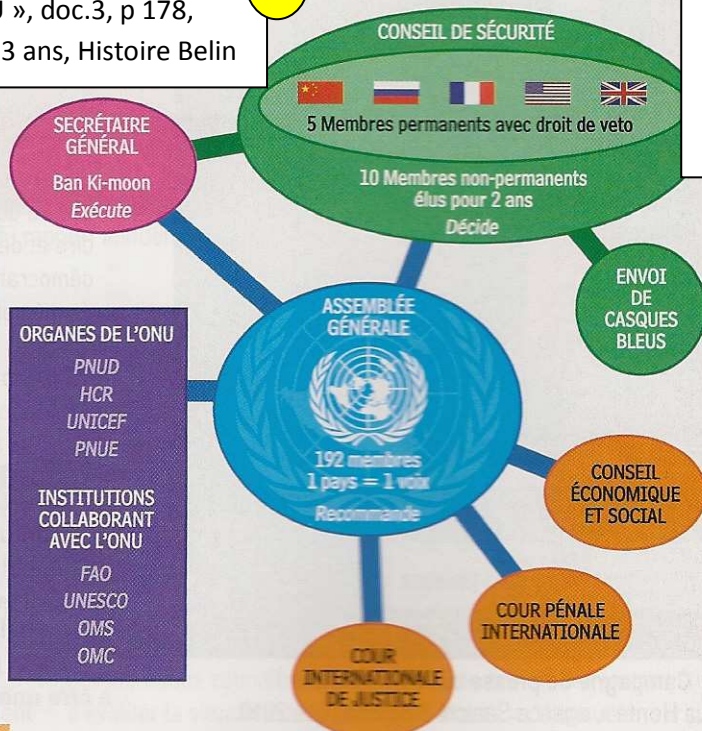 U », doc.3, p 178,
3 ans, Histoire Belin
CONSEIL DE SÉCURITÉ
5 Membres permanents avec droit de veto
10 Membres non-permanents
élus pour 2 ans
Décide
SECRÉTAIRE
GÉNÉRAL
Ban Ki-moon
Exécute
ENVOI
DE
CASQUES
BLEUS
ASSEMBLÉE
GÉNÉRALE
192 membres
1 pays = 1 voix
Recommande
ORGANES DE L'ONU
PNUD
HCR
UNICEF
PNUE
INSTITUTIONS
COLLABORANT
AVEC L'ONU
FAO
UNESCO
OMS
OMC
CONSEIL
ÉCONOMIQUE
ET SOCIAL
COUR PÉNALE
INTERNATIONALE
COUR
INTERNATIONALE
DE JUSTICE